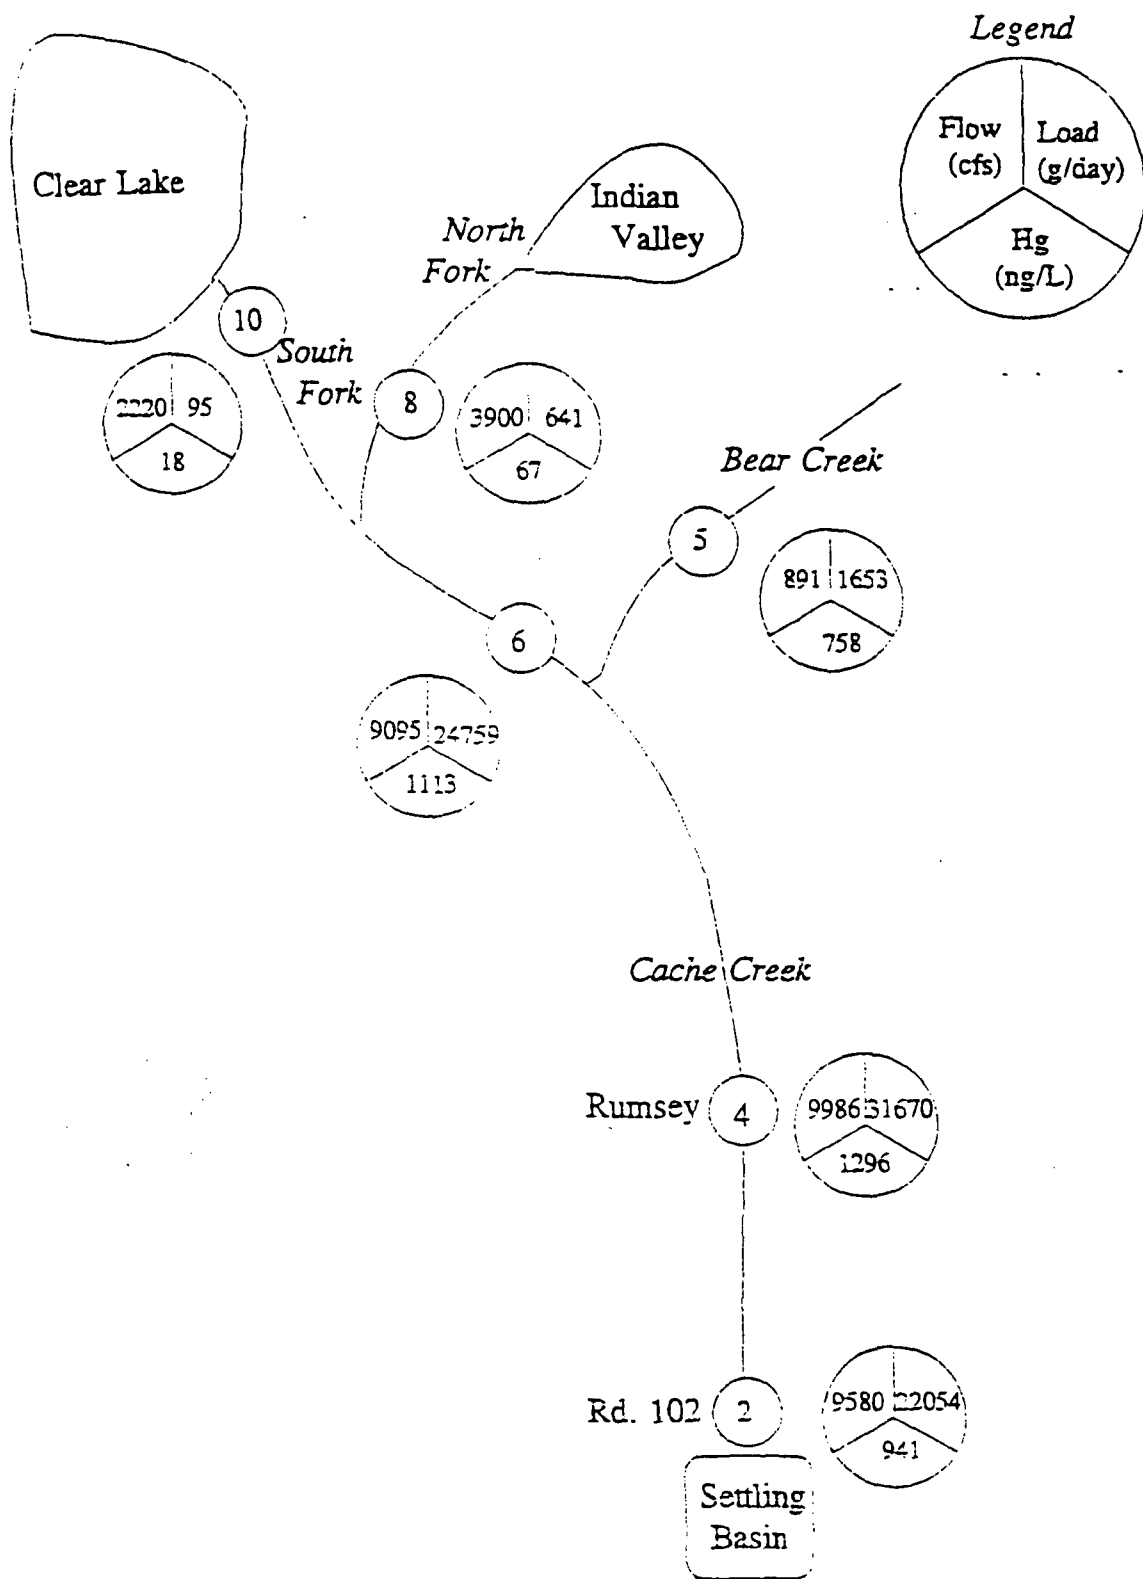 Legend
Flow
(cfs)
Load
(g/day)
Hg
(ng/L)
Clear Lake
Indian
Valley
North
Fork
10
South
Fork
8
2220
95
18
3900
641
67
Bear Creek
5
891
1653
758
6
9095
24759
1113
Cache Creek
Rumsey
4
9986
31670
1296
Rd. 102
2
9580
22054
941
Settling
Basin